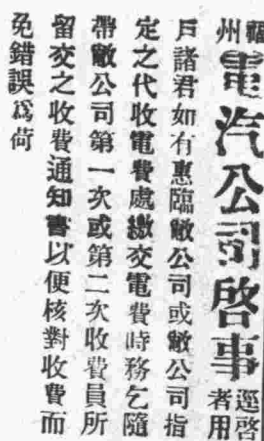 福州
電汽公司啓事
逕啓者用
戶諸君如有惠臨敝公司或敝公司指
定之代收電費處繳交電費時務乞隨
帶敝公司第一次或第二次收費員所
留交之收費通知書以便核對收費而
免錯誤爲荷